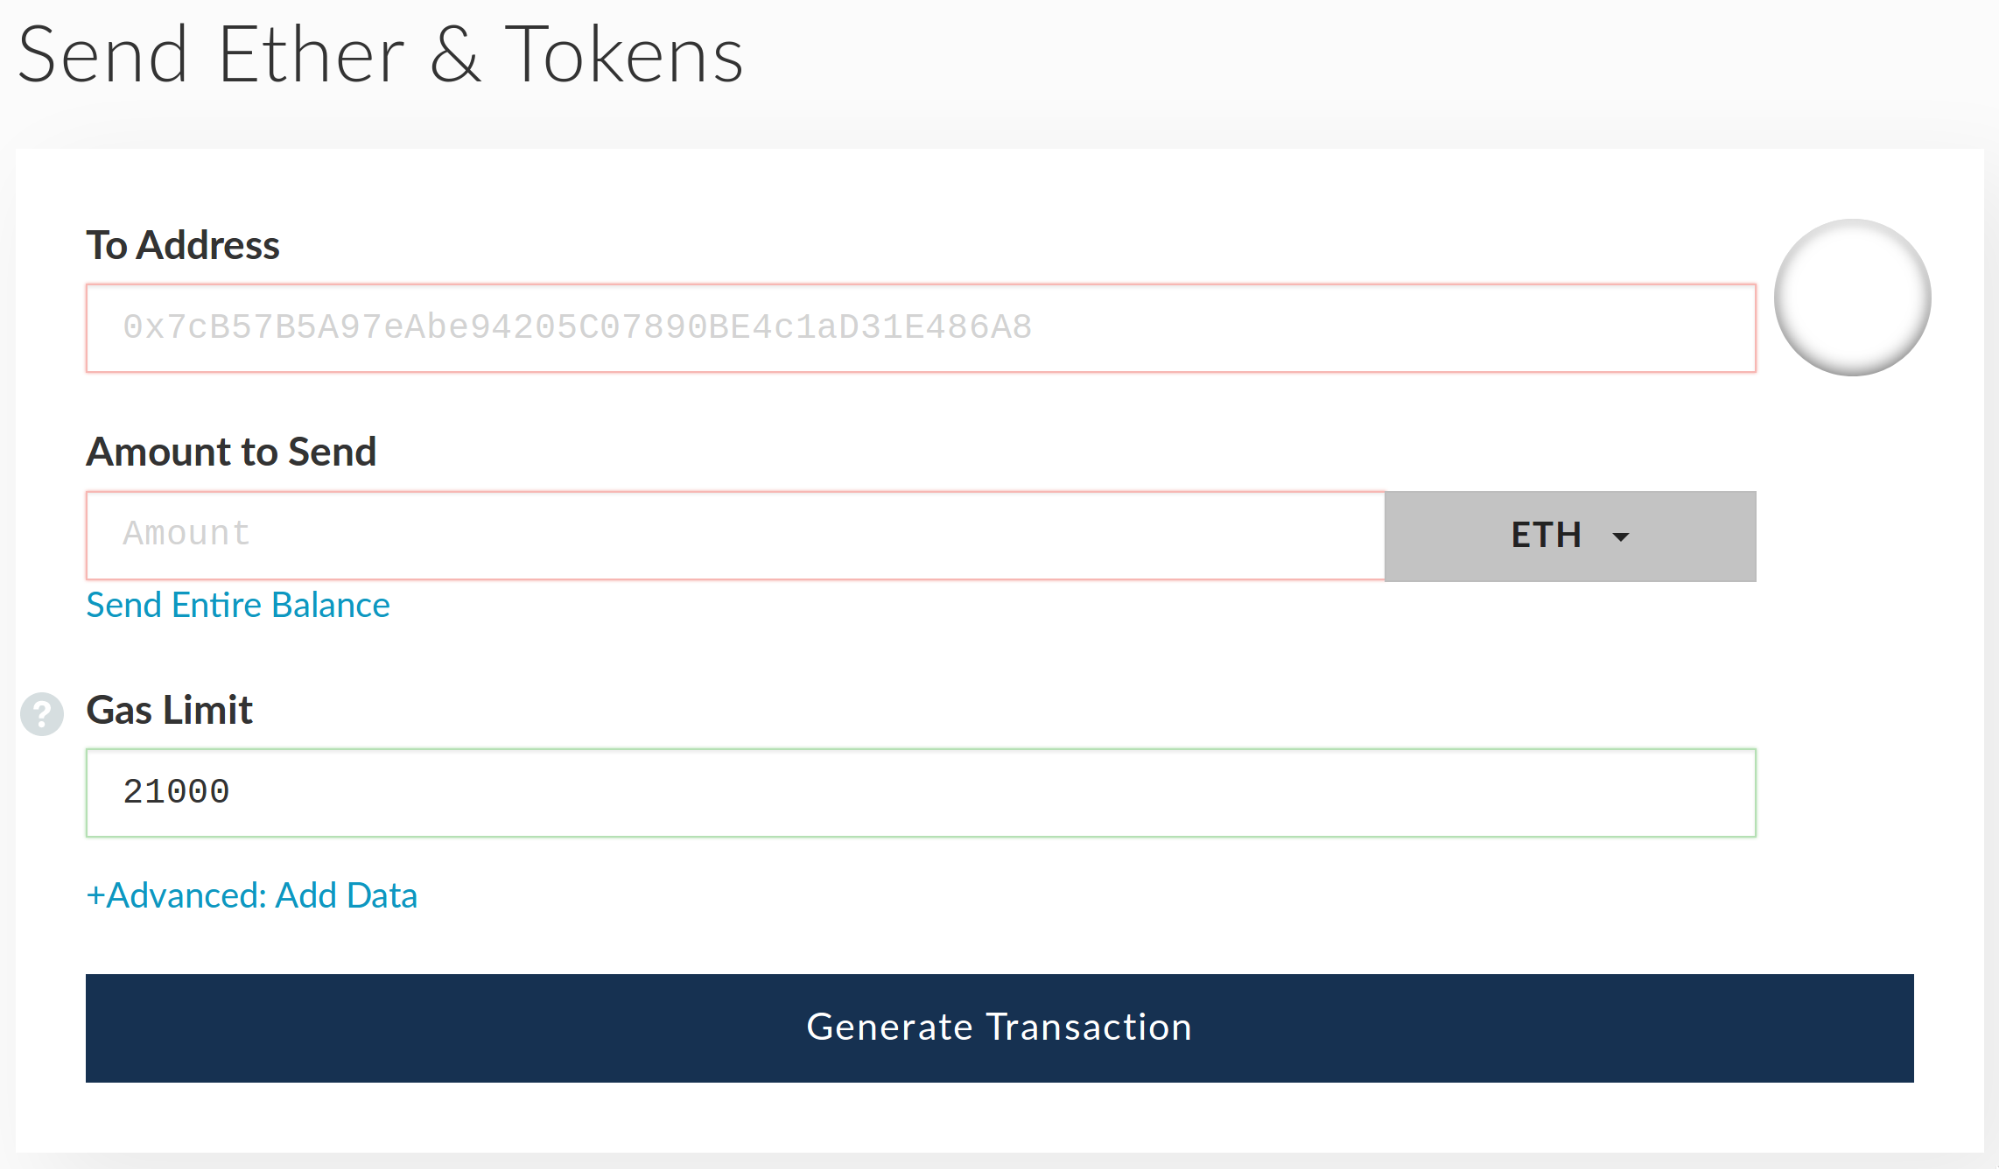 Send Ether & Tokens
To Address
0x7cB57B5A97eAbe94205C07890BE4c1aD31E486A8
Amount to Send
Amount
ETH
Send Entire Balance
? Gas Limit
21000
+Advanced: Add Data
Generate Transaction